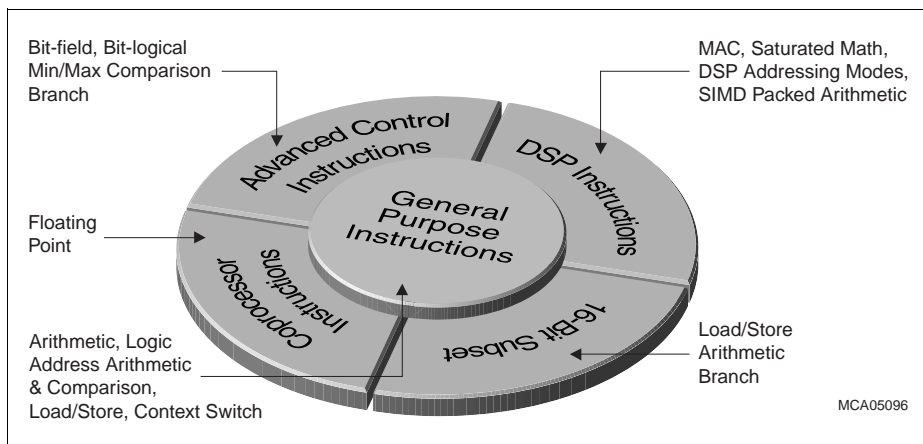 Bit-field, Bit-logical
Min/Max Comparison
Branch
MAC, Saturated Math,
DSP Addressing Modes,
SIMD Packed Arithmetic
Advanced Control
Instructions
DSP Instructions
General
Purpose
Instructions
Floating
Point
Coprocessor
Instructions
16-Bit Subset
Arithmetic, Logic
Address Arithmetic
& Comparison,
Load/Store, Context Switch
Load/Store
Arithmetic
Branch
MCA05096